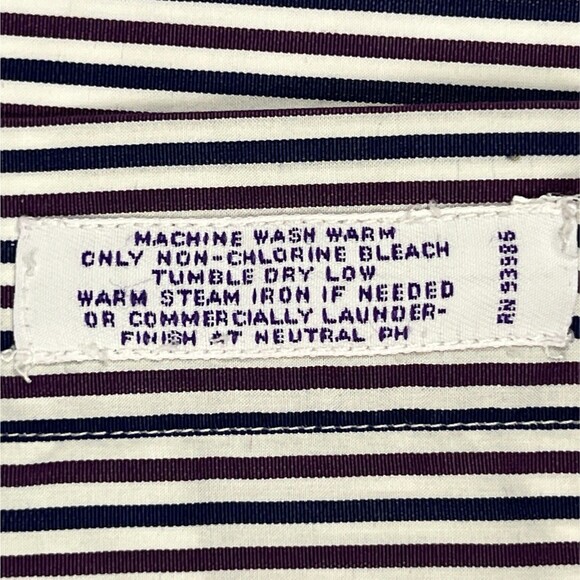 MACHINE WASH WARM
ONLY NON-CHLORINE BLEACH
TUMBLE DRY LOW
WARM STEAM IRON IF NEEDED
OR COMMERCIALLY LAUNDER-
FINISH AT NEUTRAL PH
RN 93985